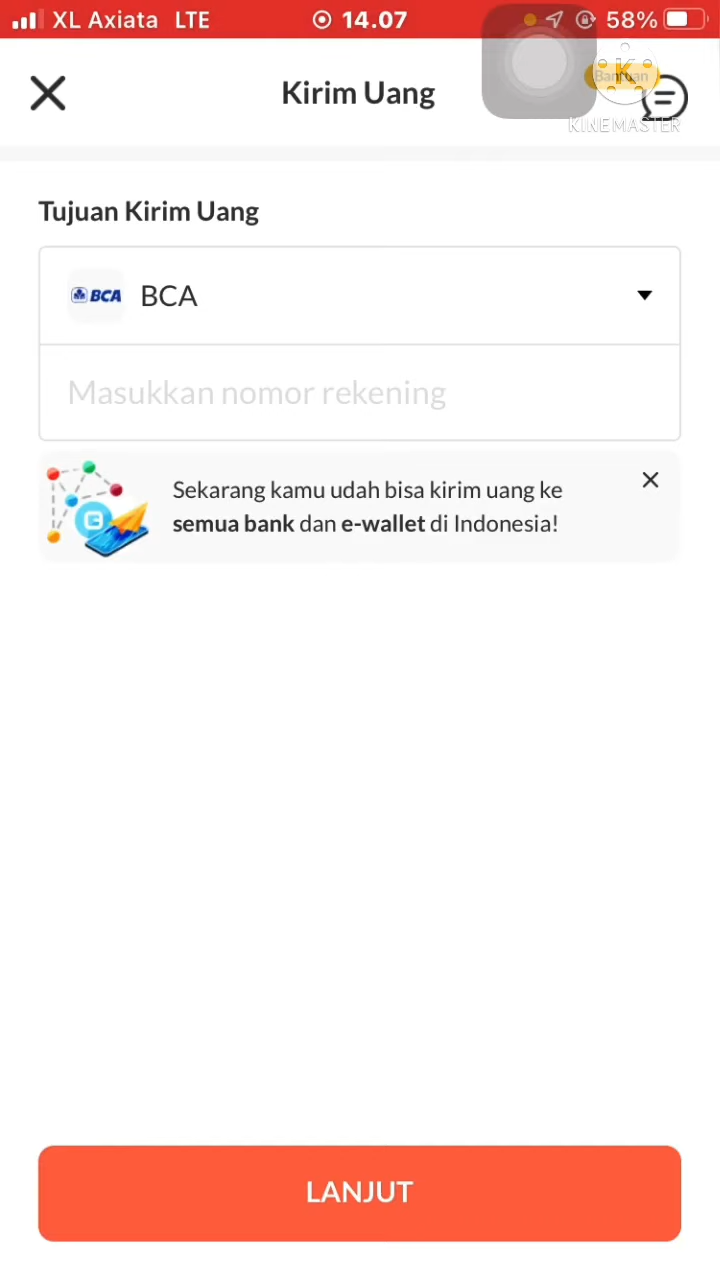 XL Axiata LTE 14.07 58%
Kirim Uang
Bantuan
K
KINEMASTER
Tujuan Kirim Uang
BCA BCA
Masukkan nomor rekening
Sekarang kamu udah bisa kirim uang ke
semua bank dan e-wallet di Indonesia!
LANJUT